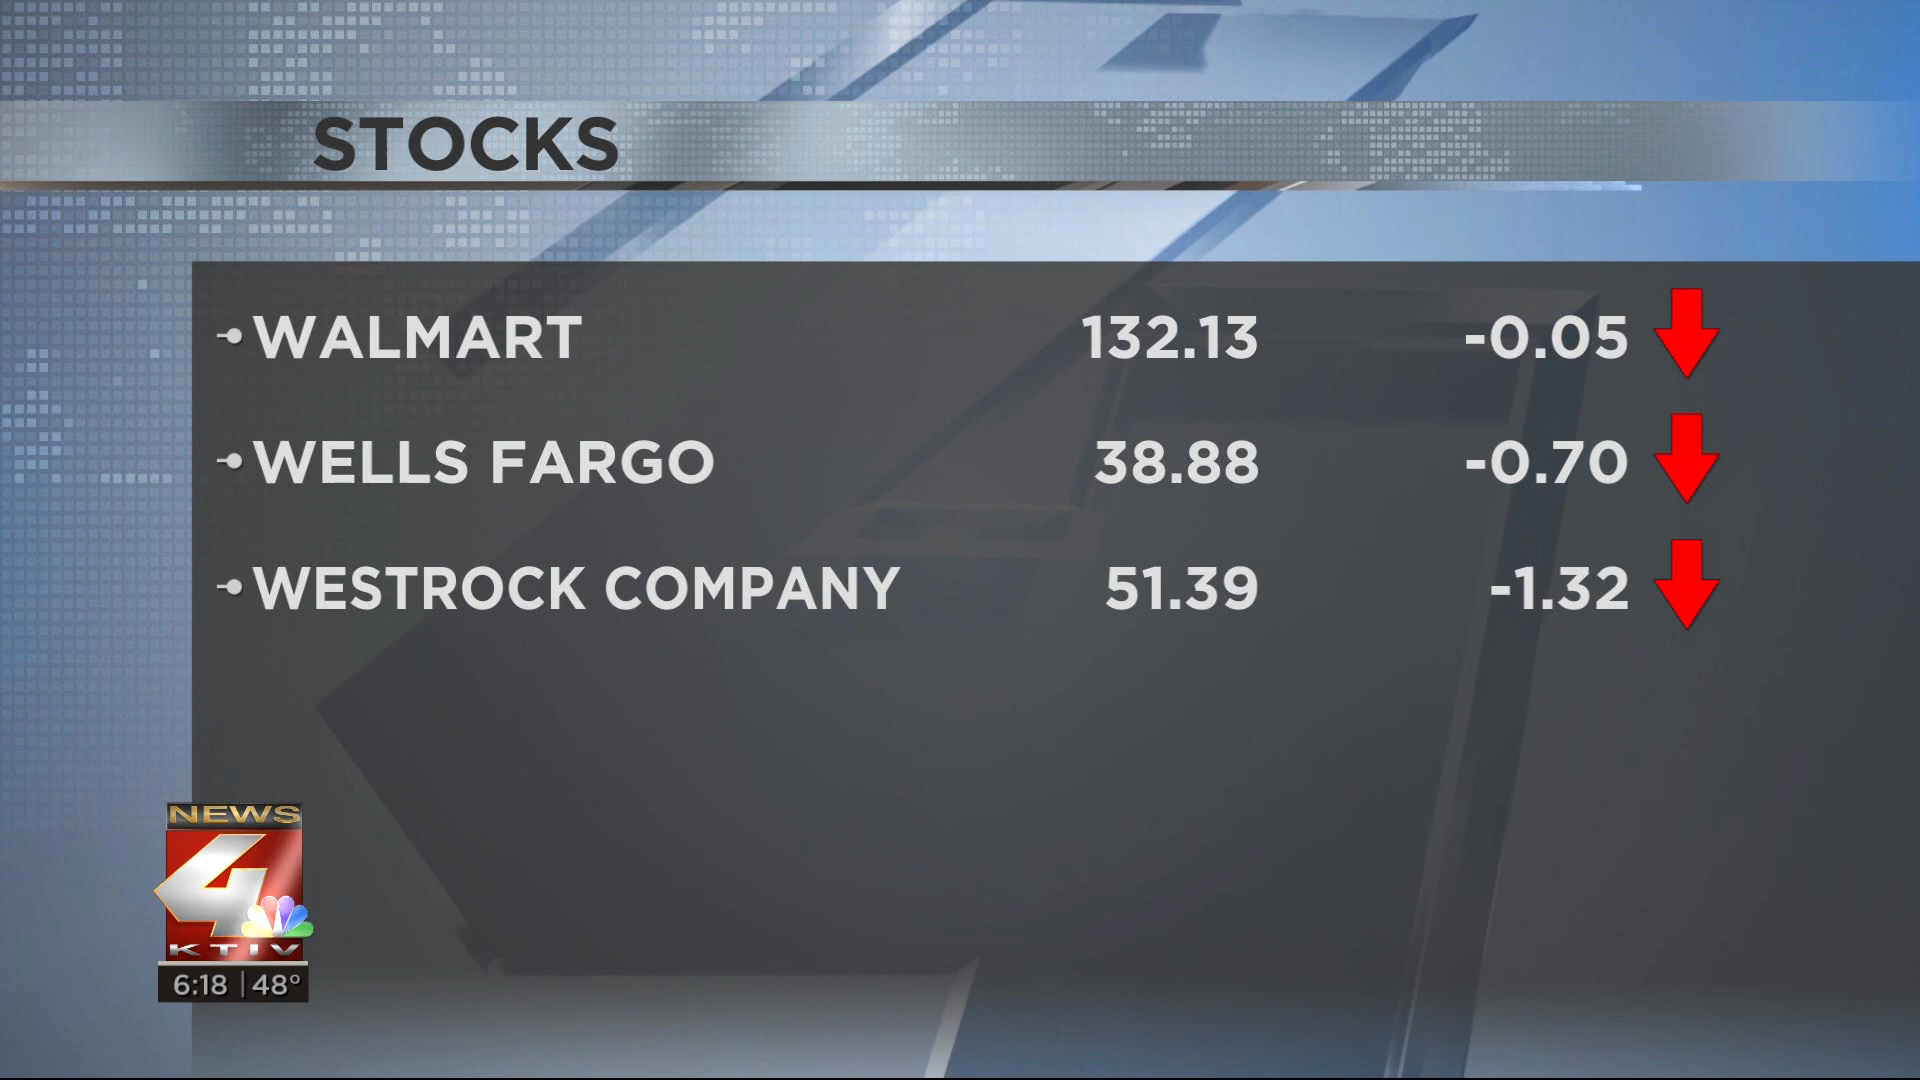 STOCKS
WALMART 132.13 -0.05
WELLS FARGO 38.88 -0.70
WESTROCK COMPANY 51.39 -1.32
NEWS
4
KTIV
6:18 | 48°